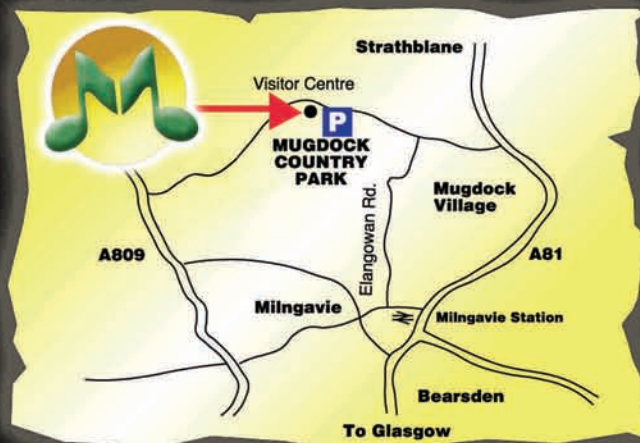 Strathblane
Visitor Centre
P
MUGDOCK
COUNTRY
PARK
Mugdock
Village
Elangowan Rd.
A809
A81
Milngavie
Milngavie Station
Bearsden
To Glasgow